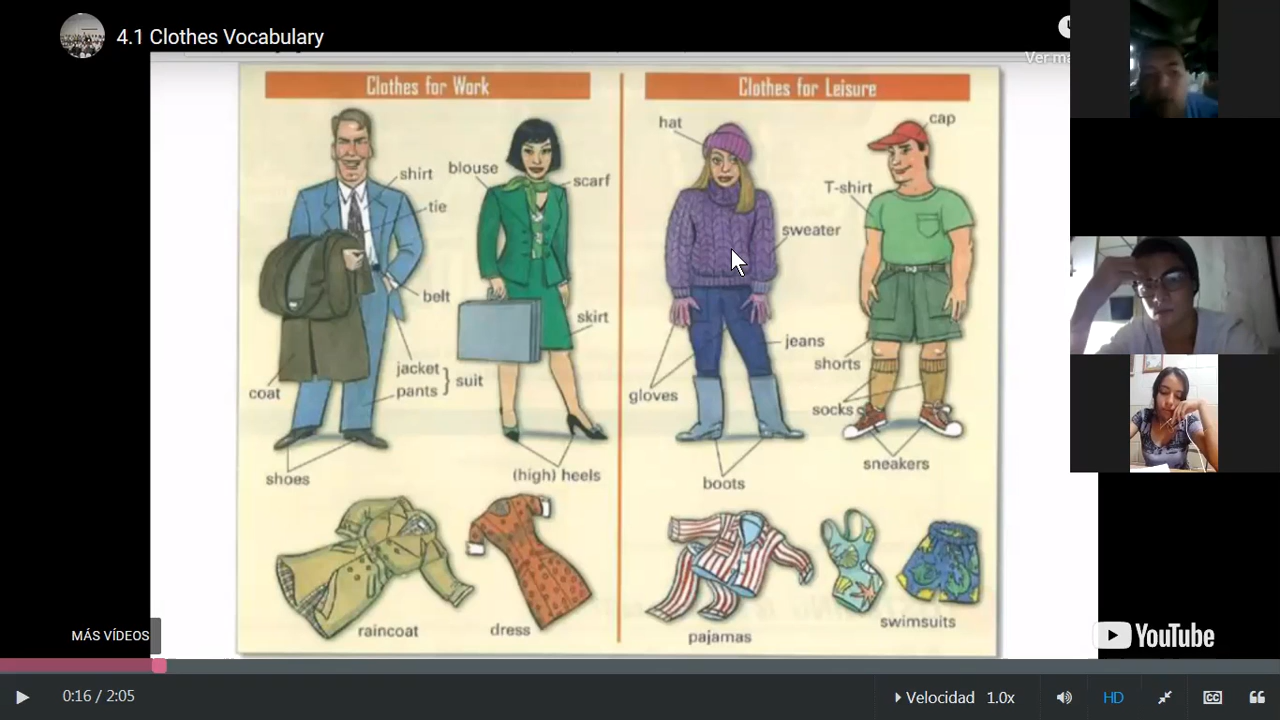 4.1 Clothes Vocabulary
Clothes for Work
Clothes for Leisure
hat
cap
shirt
blouse
scarf
T-shirt
tie
sweater
belt
skirt
jeans
shorts
jacket
pants
suit
coat
gloves
socks
shoes
(high) heels
boots
sneakers
raincoat
dress
pajamas
swimsuits
MÁS VÍDEOS
YouTube
0:16 / 2:05
Velocidad 1.0x
HD
CC